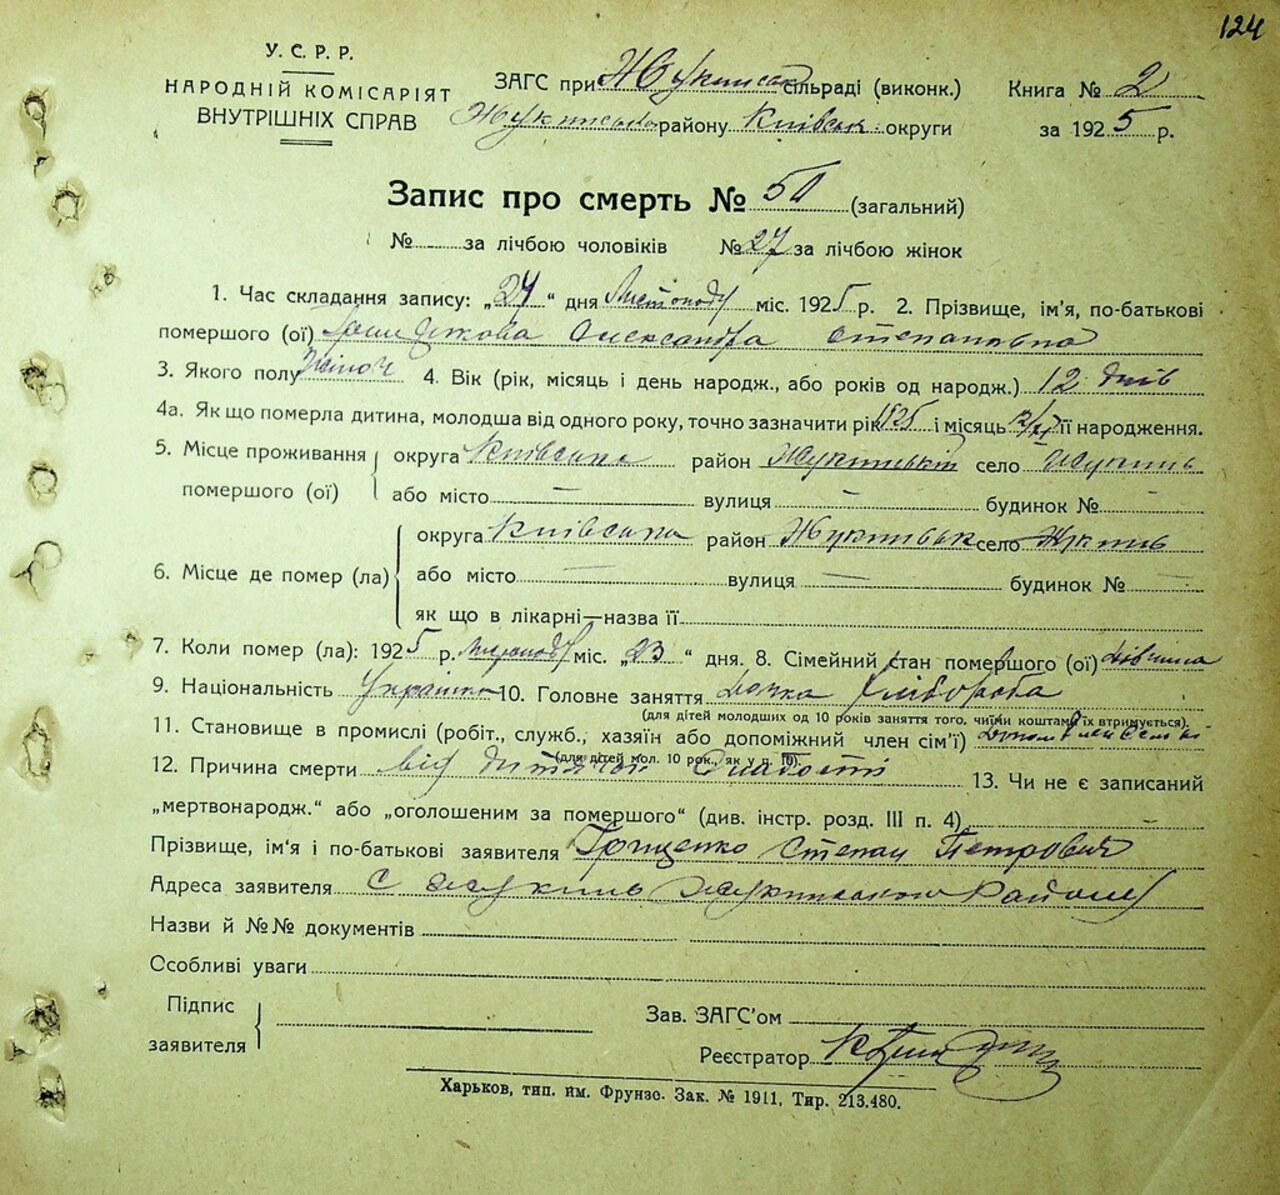 124
У. С. Р. Р.
НАРОДНІЙ КОМІСАРІЯТ
ВНУТРІШНІХ СПРАВ
ЗАГС при Жукинськ сільраді (виконк.)
Жукинськ району Київськ. округи
Книга № 2
за 1925 р.
Запис про смерть № 50 (загальний)
№ за лічбою чоловіків № 27 за лічбою жінок
1. Час складання запису: „24“ дня Листопаду міс. 1925 р. 2. Прізвище, ім'я, по-батькові
помершого (ої) Александра Степановна
3. Якого полу жіноч 4. Вік (рік, місяць і день народж., або років од народж.) 12 днів
4а. Як що померла дитина, молодша від одного року, точно зазначити рік 1925 і місяць 12/XI її народження.
5. Місце проживання помершого (ої) округа Київська район Жукинський село Жукинь
або місто — вулиця — будинок № —
6. Місце де помер (ла) округа Київська район Жукинськ село Жукинь
або місто — вулиця — будинок № —
як що в лікарні—назва її
7. Коли помер (ла): 1925 р. Листопаду міс. „23“ дня. 8. Сімейний стан помершого (ої) дівчина
9. Національність Українка 10. Головне заняття Дочка Хлібороба
(для дітей молодших од 10 років заняття того, чиїми коштами їх втримується).
11. Становище в промислі (робіт., служб., хазяїн або допоміжний член сім'ї)
(для дітей мол. 10 рок., як у п. 10).
12. Причина смерти від дитячой Слабости 13. Чи не є записаний
„мертвонародж.“ або „оголошеним за помершого“ (див. інстр. розд. III п. 4) —
Прізвище, ім'я і по-батькові заявителя Грищенко Степан Петрович
Адреса заявителя С Жукинь Жукинського Району
Назви й №№ документів
Особливі уваги
Підпис заявителя
Зав. ЗАГС'ом
Реєстратор
Харьков, тип. им. Фрунзе. Зак. № 1911, Тир. 213.480.